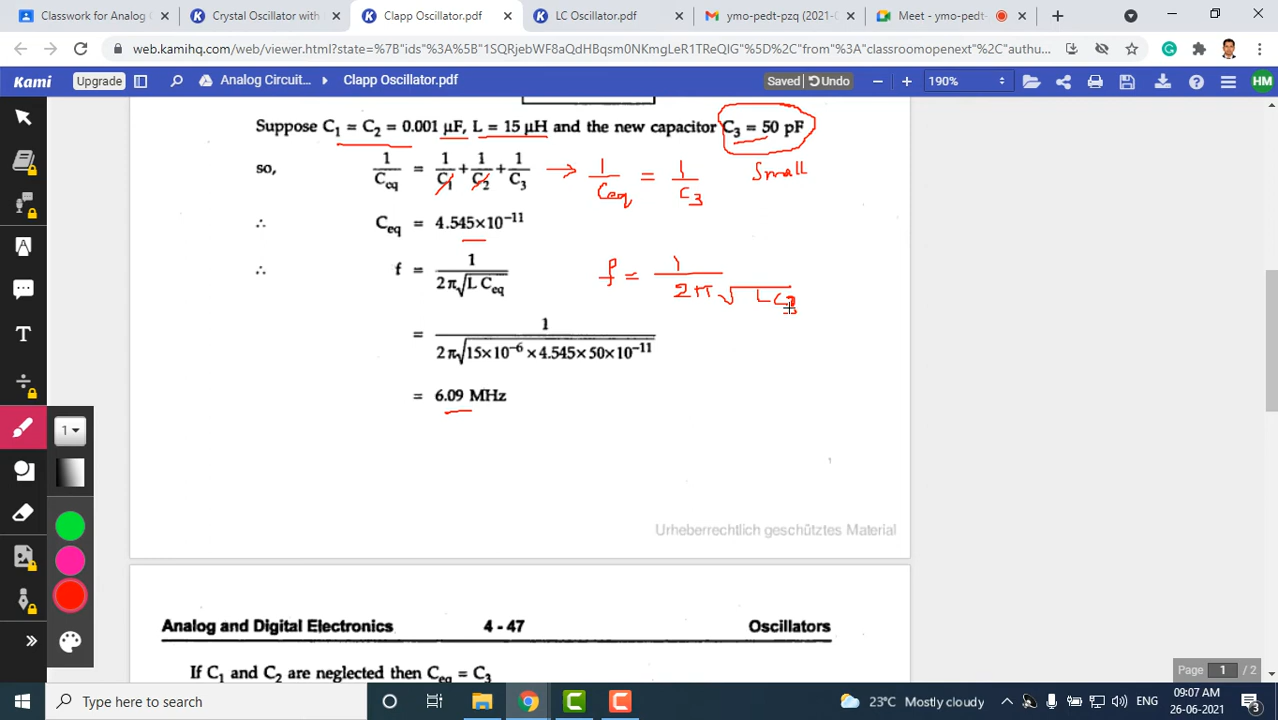 Classwork for Analog C
Crystal Oscillator with
Clapp Oscillator.pdf
LC Oscillator.pdf
ymo-pedt-pzq (2021-0
Meet - ymo-pedt-
web.kamihq.com/web/viewer.html?state=%7B"ids"%3A%5B"1SQRjebWF8aQdHBqsm0NKmgLeR1TReQlG"%5D%2C"from"%3A"classroomopenext"%2C"authu...
Kami
Upgrade
Analog Circuit...
Clapp Oscillator.pdf
Saved
Undo
190%
HM
Suppose C₁ = C₂ = 0.001 μF, L = 15 μH and the new capacitor C₃ = 50 pF
Small
so, 1/Ceq = 1/C₁ + 1/C₂ + 1/C₃ → 1/Ceq = 1/C₃
∴ Ceq = 4.545×10⁻¹¹
∴ f = 1/(2π√(L Ceq)) f = 1/(2π√(LC₃))
= 1/(2π√(15×10⁻⁶×4.545×50×10⁻¹¹))
= 6.09 MHz
1
Urheberrechtlich geschütztes Material
Analog and Digital Electronics 4 - 47 Oscillators
If C₁ and C₂ are neglected then Ceq = C₃
Page 1 / 2
Type here to search
23°C Mostly cloudy
ENG
09:07 AM
26-06-2021
3